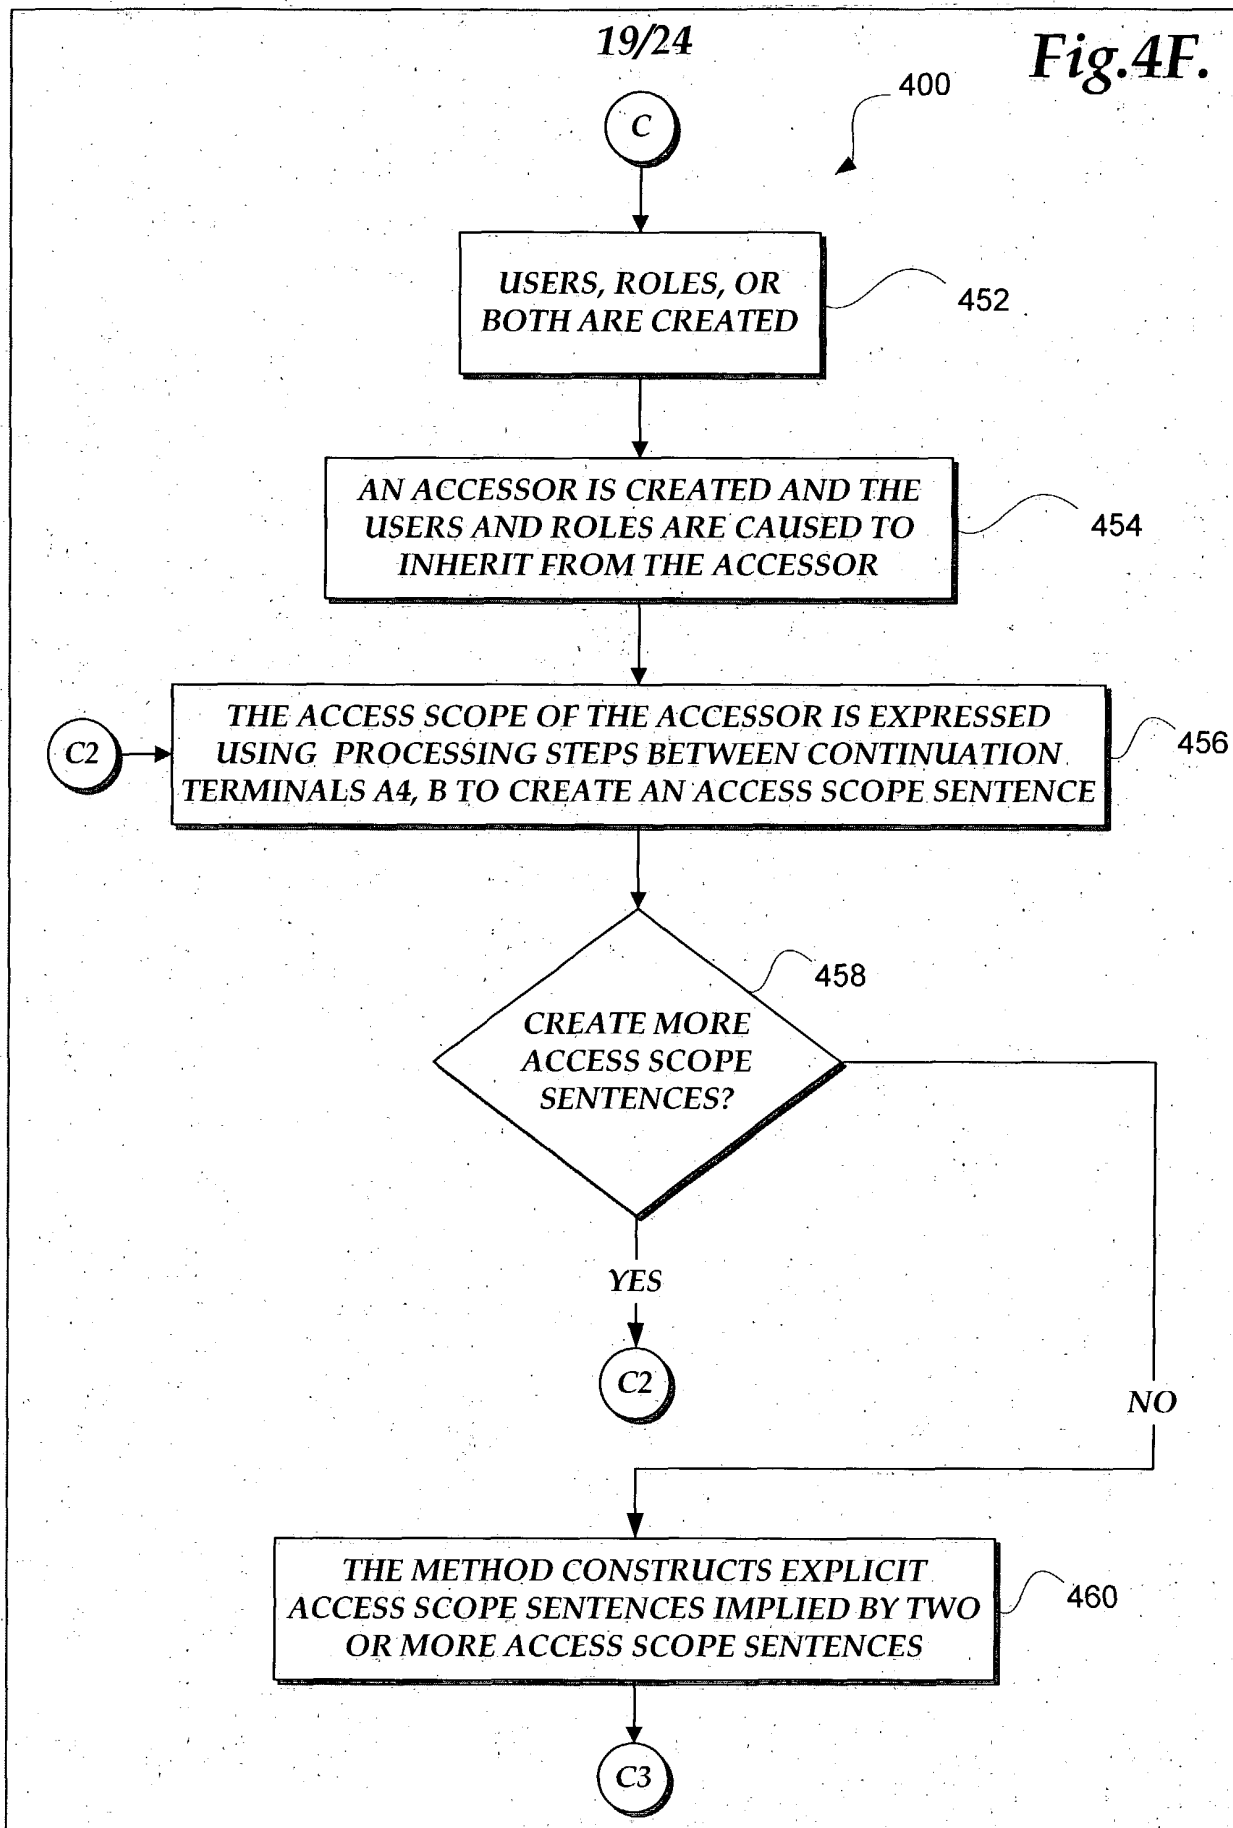 19/24
Fig.4F.
400
C
USERS, ROLES, OR
BOTH ARE CREATED
452
AN ACCESSOR IS CREATED AND THE
USERS AND ROLES ARE CAUSED TO
INHERIT FROM THE ACCESSOR
454
C2
THE ACCESS SCOPE OF THE ACCESSOR IS EXPRESSED
USING PROCESSING STEPS BETWEEN CONTINUATION
TERMINALS A4, B TO CREATE AN ACCESS SCOPE SENTENCE
456
458
CREATE MORE
ACCESS SCOPE
SENTENCES?
YES
C2
NO
THE METHOD CONSTRUCTS EXPLICIT
ACCESS SCOPE SENTENCES IMPLIED BY TWO
OR MORE ACCESS SCOPE SENTENCES
460
C3